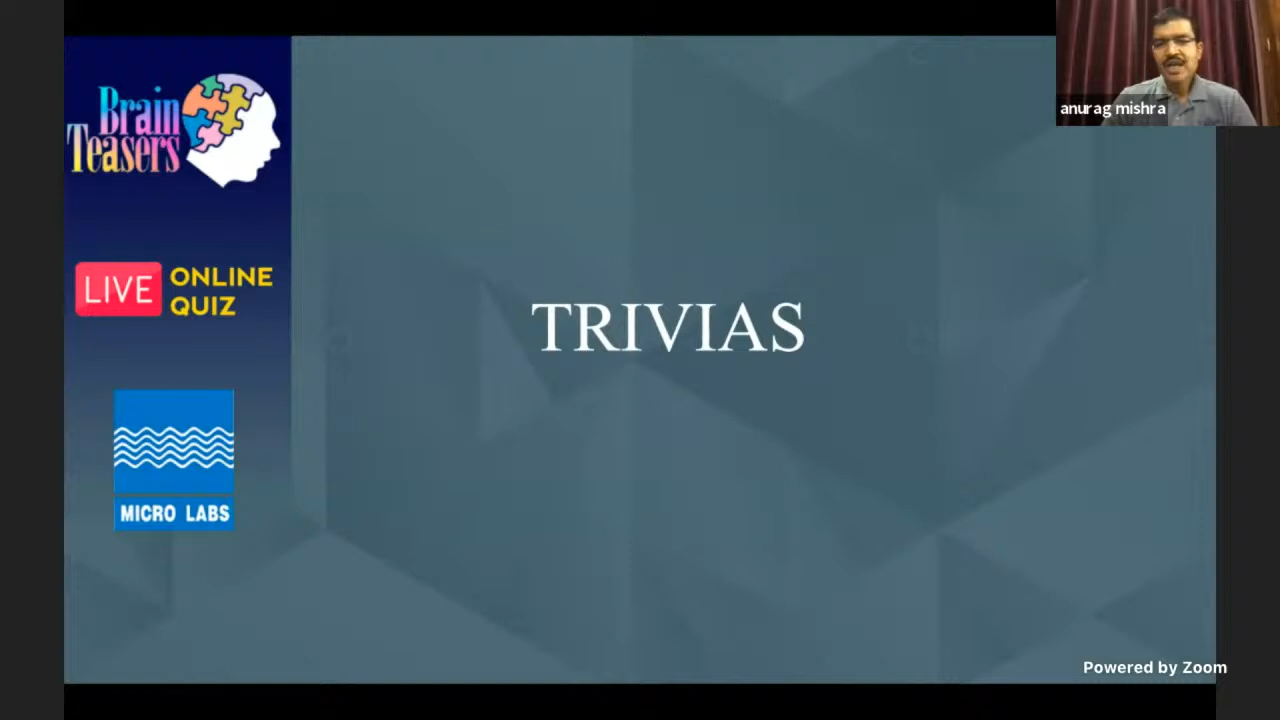 Brain
Teasers
LIVE ONLINE
QUIZ
MICRO LABS
TRIVIAS
anurag mishra
Powered by Zoom